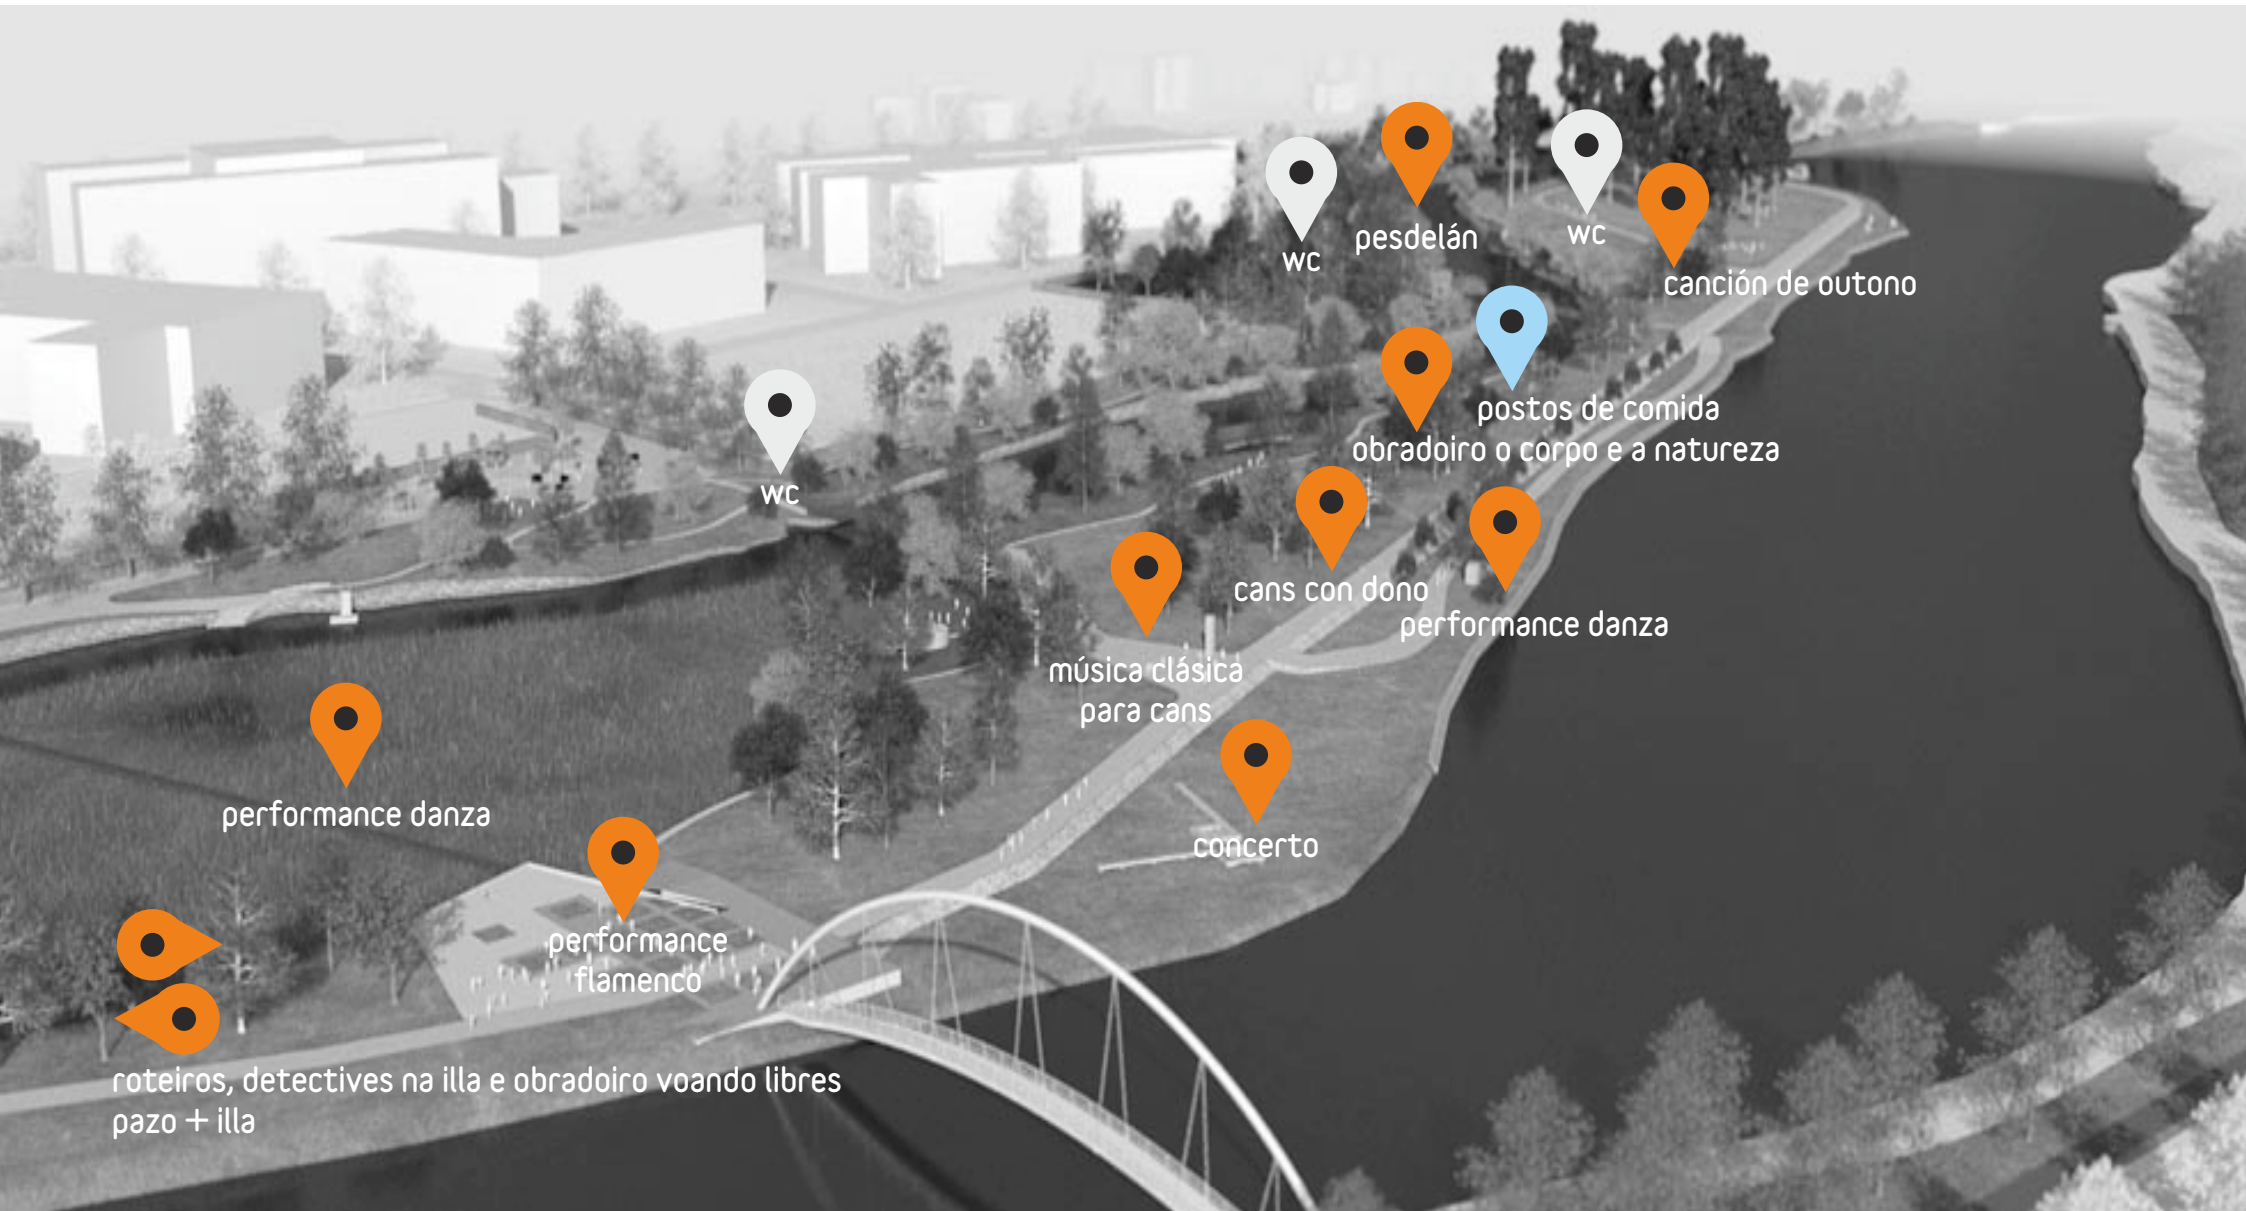 pesdelán
wc
wc
canción de outono
postos de comida
obradoiro o corpo e a natureza
wc
cans con dono
performance danza
música clásica
para cans
performance danza
concerto
performance
flamenco
roteiros, detectives na illa e obradoiro voando libres
pazo + illa